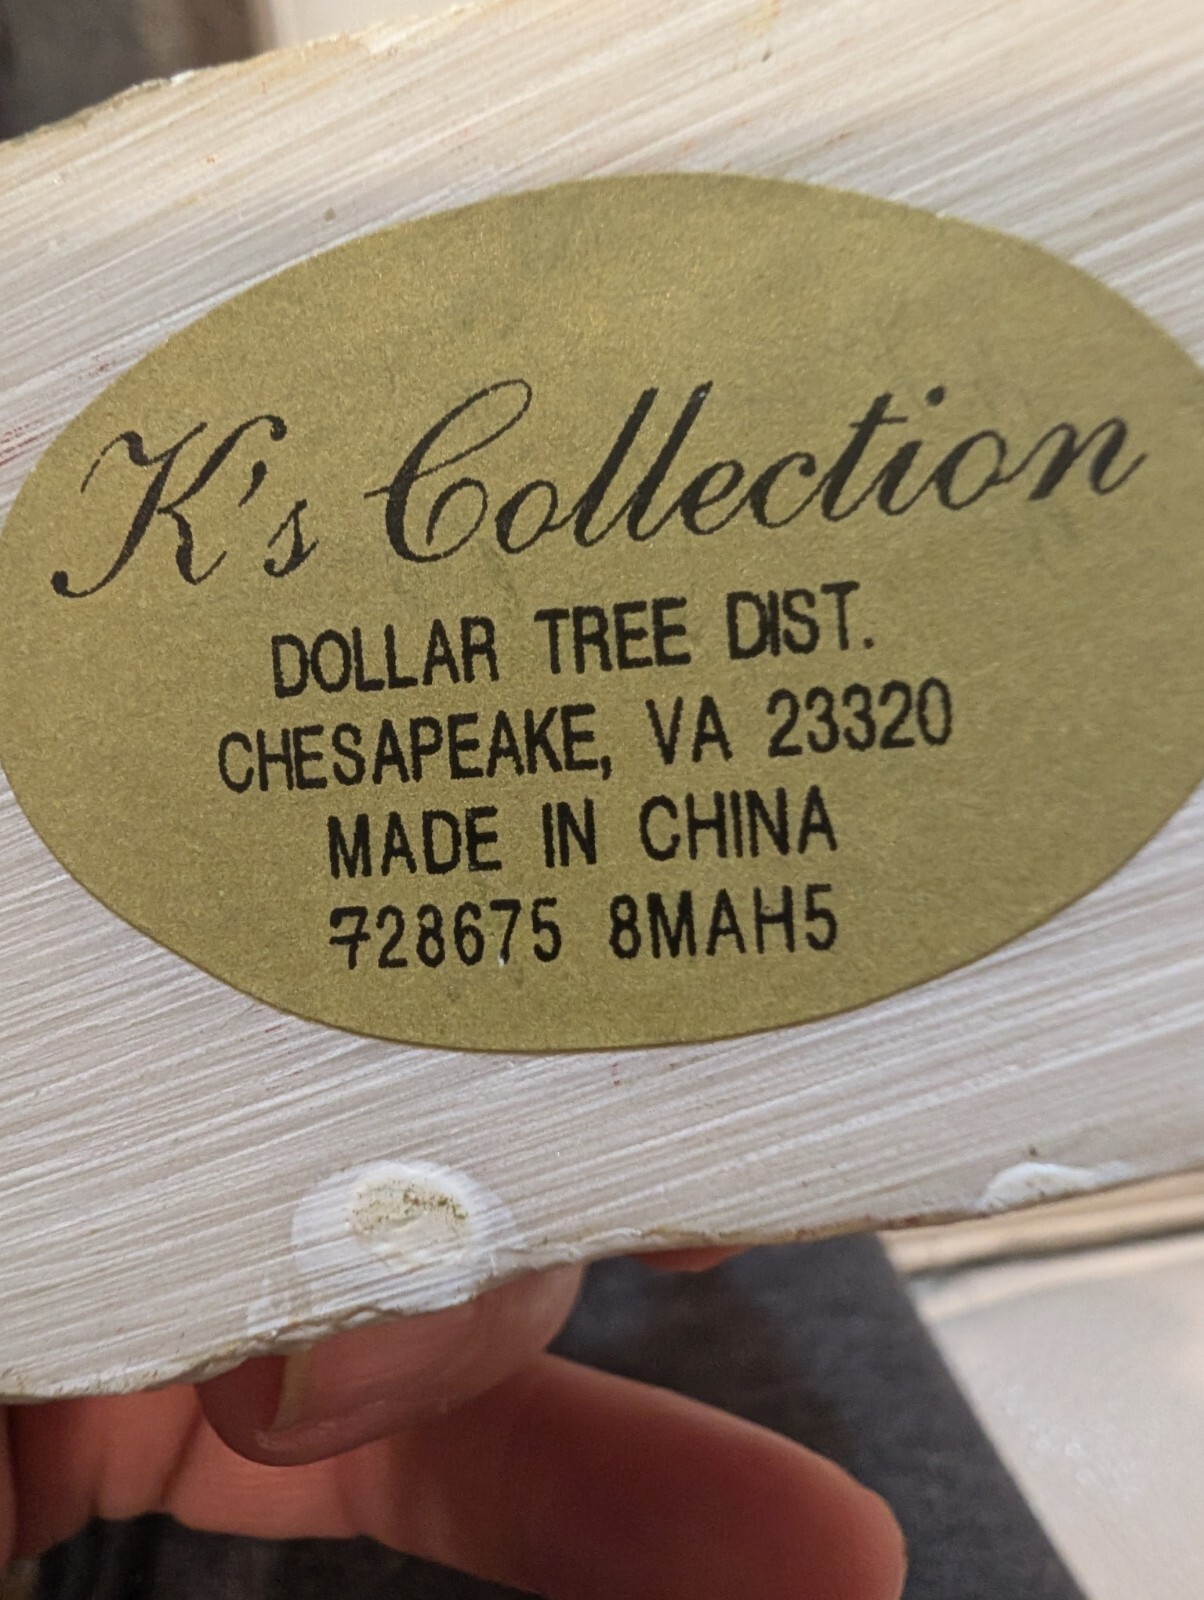 K's Collection
DOLLAR TREE DIST.
CHESAPEAKE, VA 23320
MADE IN CHINA
728675 8MAH5